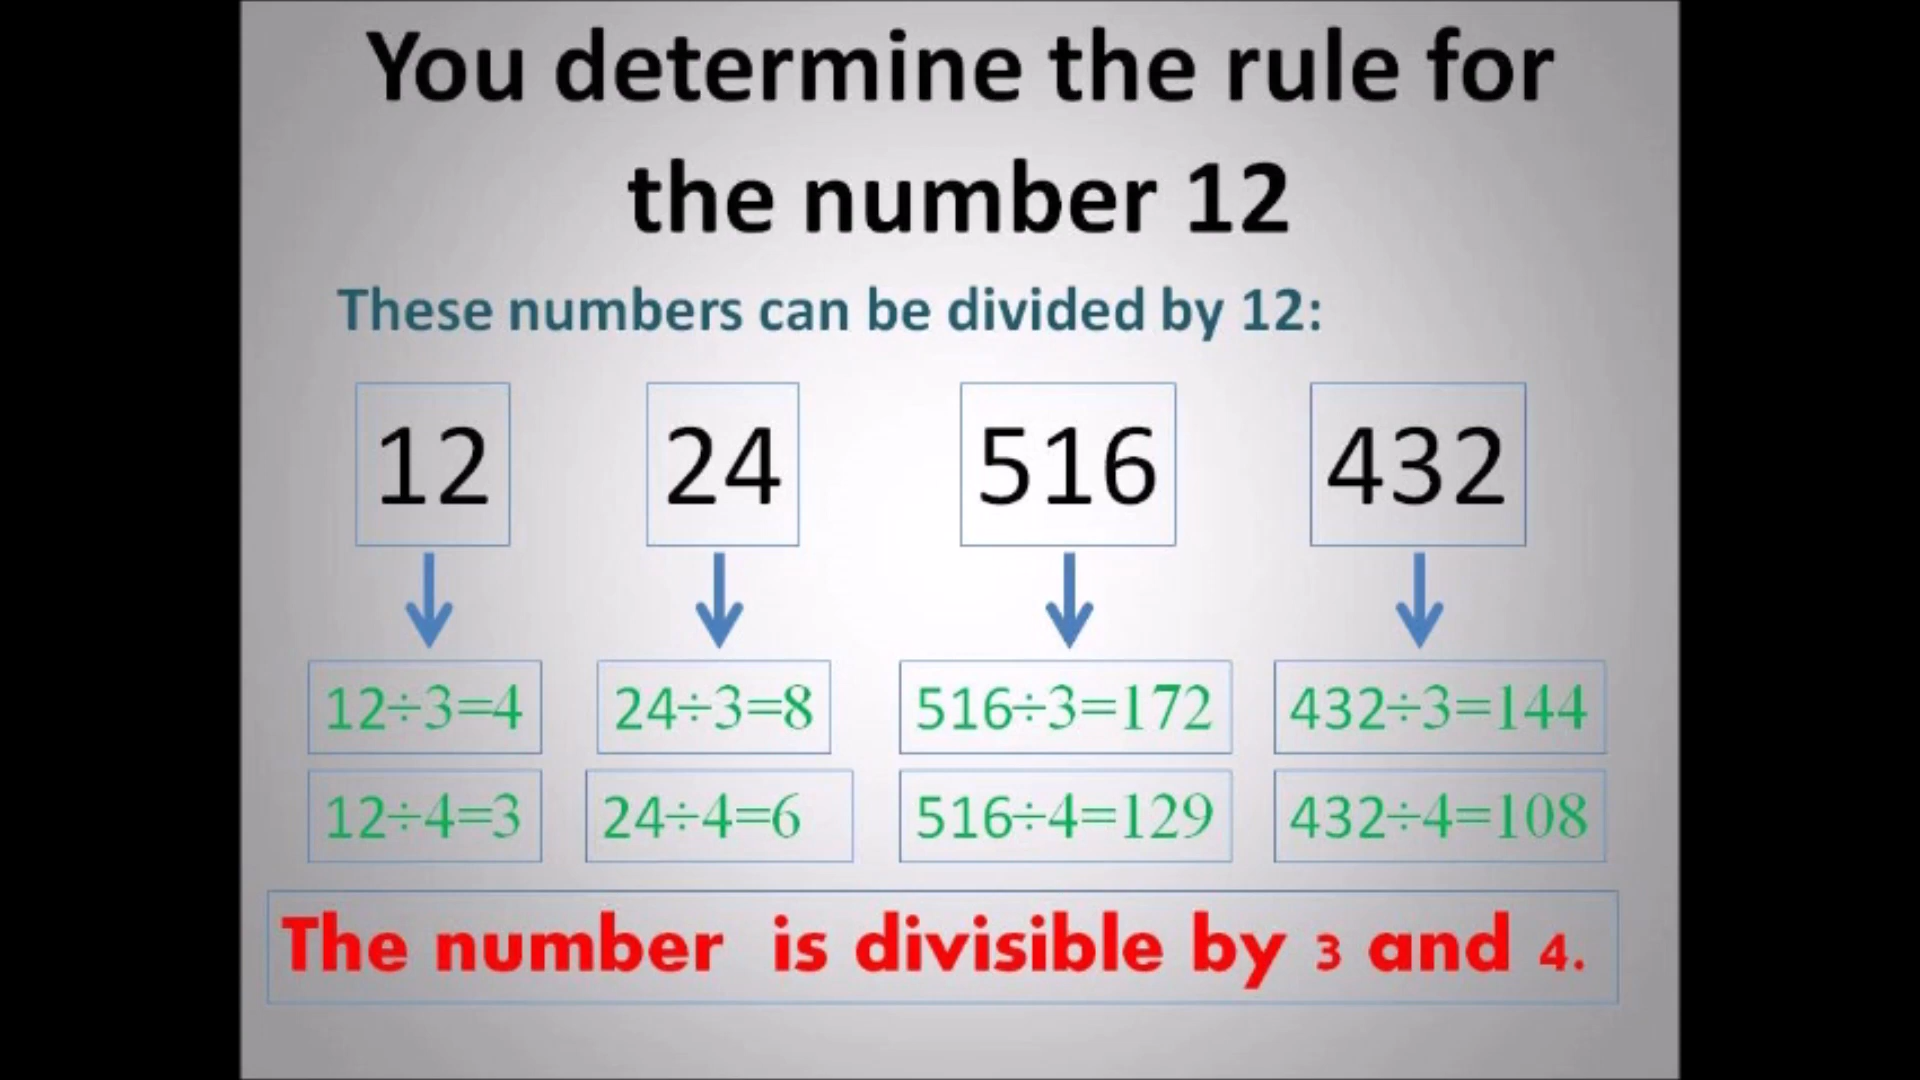 You determine the rule for
the number 12
These numbers can be divided by 12:
12 24 516 432
12÷3=4 24÷3=8 516÷3=172 432÷3=144
12÷4=3 24÷4=6 516÷4=129 432÷4=108
The number is divisible by 3 and 4.